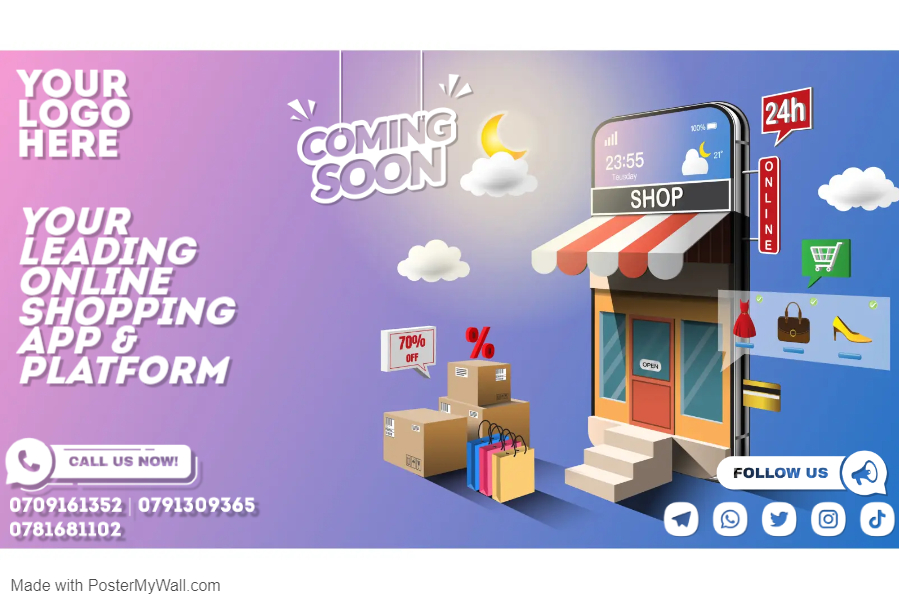 YOUR
LOGO
HERE
COMING
SOON
YOUR
LEADING
ONLINE
SHOPPING
APP &
PLATFORM
CALL US NOW!
0709161352 | 0791309365
0781681102
70%
OFF
%
100%
23:55
Teusday
21°
SHOP
OPEN
24h
ONLINE
FOLLOW US
Made with PosterMyWall.com